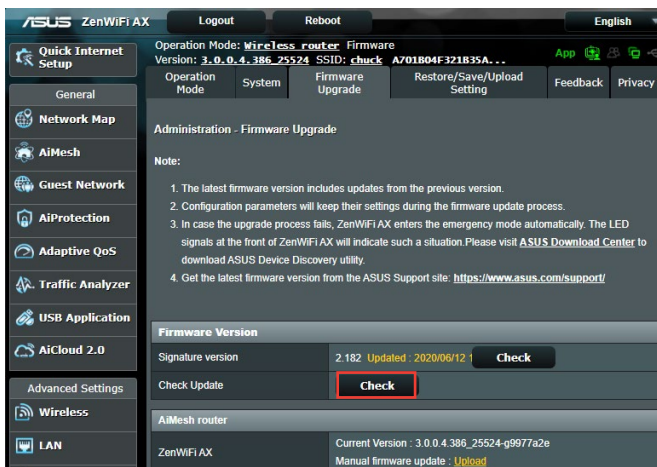 ASUS ZenWiFi AX Logout Reboot English
Quick Internet Setup
Operation Mode: Wireless router Firmware
Version: 3.0.0.4.386_25524 SSID: chuck A701B04F321B35A...
App
Operation Mode System Firmware Upgrade Restore/Save/Upload Setting Feedback Privacy
General
Network Map
AiMesh
Guest Network
AiProtection
Adaptive QoS
Traffic Analyzer
USB Application
AiCloud 2.0
Advanced Settings
Wireless
LAN
Administration - Firmware Upgrade
Note:
1. The latest firmware version includes updates from the previous version.
2. Configuration parameters will keep their settings during the firmware update process.
3. In case the upgrade process fails, ZenWiFi AX enters the emergency mode automatically. The LED
signals at the front of ZenWiFi AX will indicate such a situation.Please visit ASUS Download Center to
download ASUS Device Discovery utility.
4. Get the latest firmware version from the ASUS Support site: https://www.asus.com/support/
Firmware Version
Signature version 2.182 Updated : 2020/06/12 1 Check
Check Update Check
AiMesh router
ZenWiFi AX
Current Version : 3.0.0.4.386_25524-g9977a2e
Manual firmware update : Upload